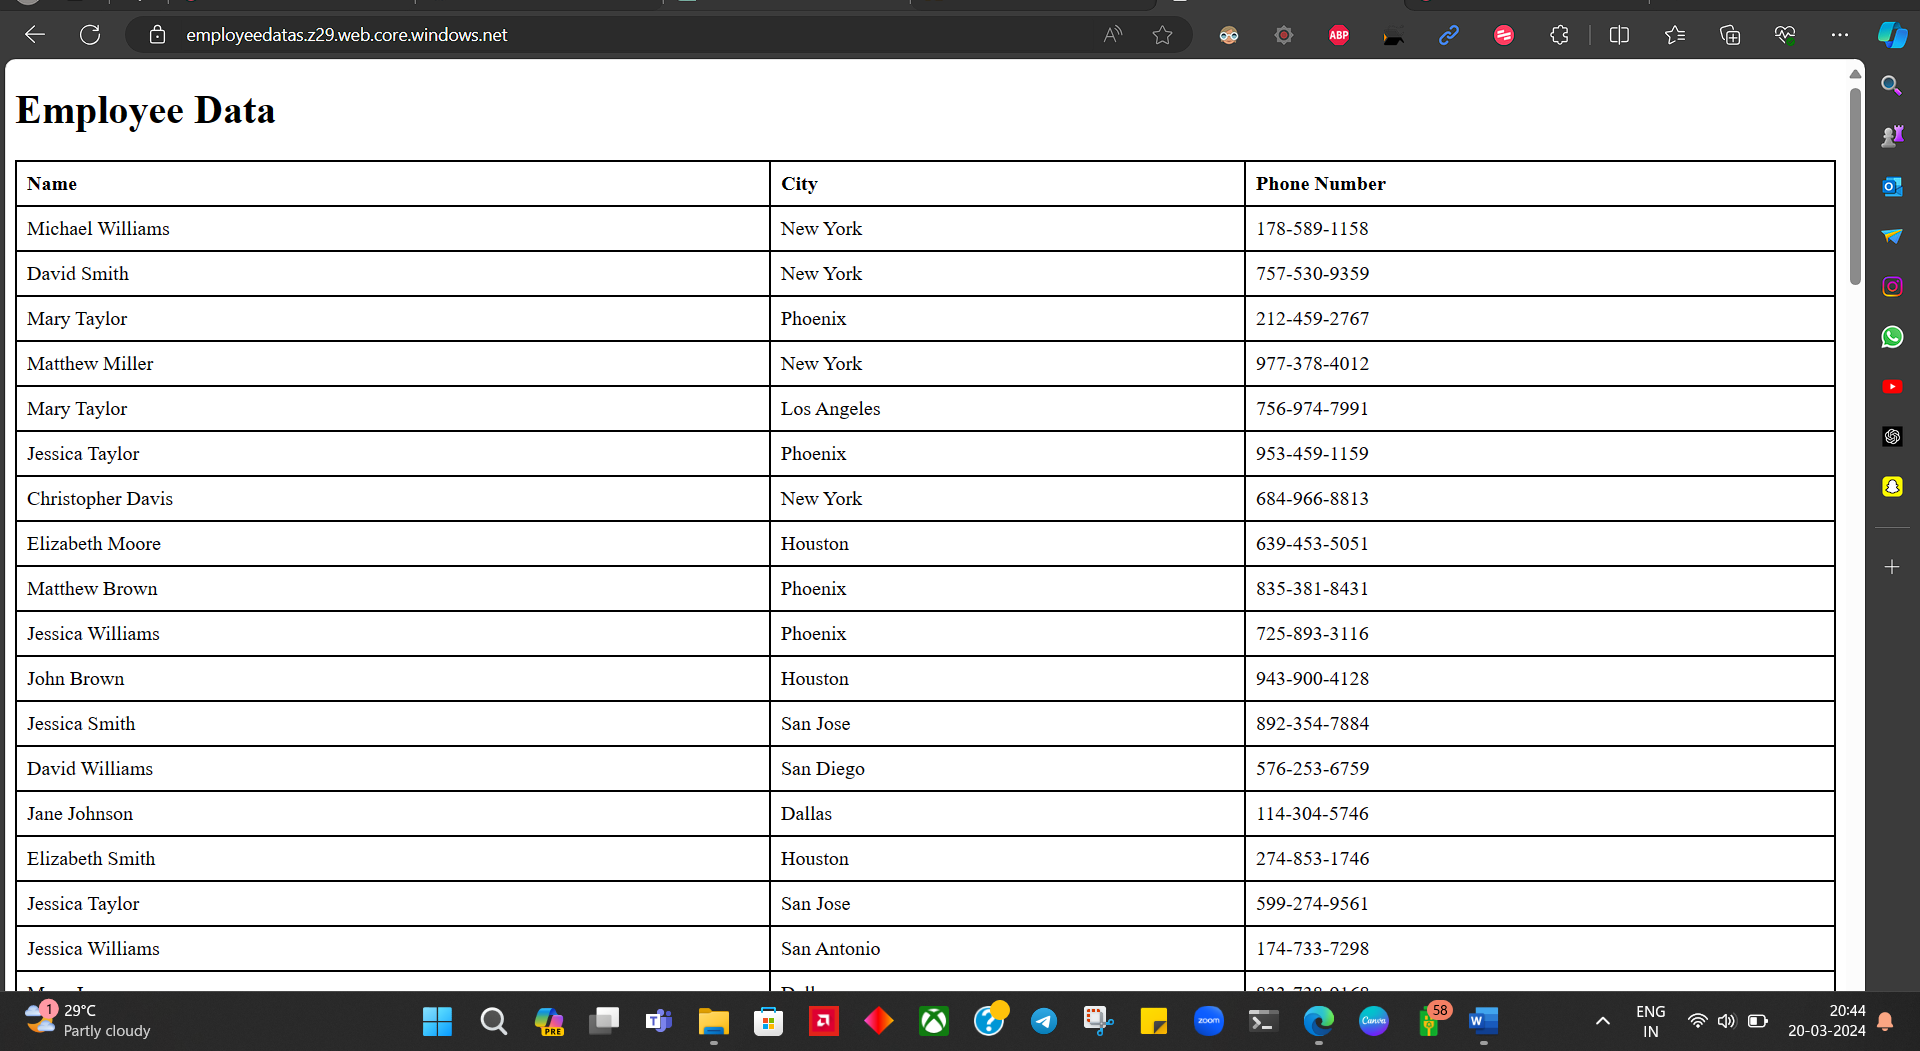 employeedatas.z29.web.core.windows.net
ABP
Employee Data
Name City Phone Number
Michael Williams New York 178-589-1158
David Smith New York 757-530-9359
Mary Taylor Phoenix 212-459-2767
Matthew Miller New York 977-378-4012
Mary Taylor Los Angeles 756-974-7991
Jessica Taylor Phoenix 953-459-1159
Christopher Davis New York 684-966-8813
Elizabeth Moore Houston 639-453-5051
Matthew Brown Phoenix 835-381-8431
Jessica Williams Phoenix 725-893-3116
John Brown Houston 943-900-4128
Jessica Smith San Jose 892-354-7884
David Williams San Diego 576-253-6759
Jane Johnson Dallas 114-304-5746
Elizabeth Smith Houston 274-853-1746
Jessica Taylor San Jose 599-274-9561
Jessica Williams San Antonio 174-733-7298
1 29°C
Partly cloudy
PRE
zoom
Canva
58
W
ENG
IN
20:44
20-03-2024